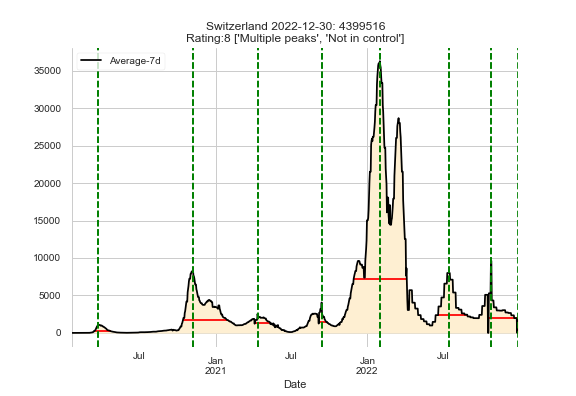 Switzerland 2022-12-30: 4399516
Rating:8 ['Multiple peaks', 'Not in control']
Average-7d
35000
30000
25000
20000
15000
10000
5000
0
Jul
Jan
2021
Jul
Jan
2022
Jul
Date